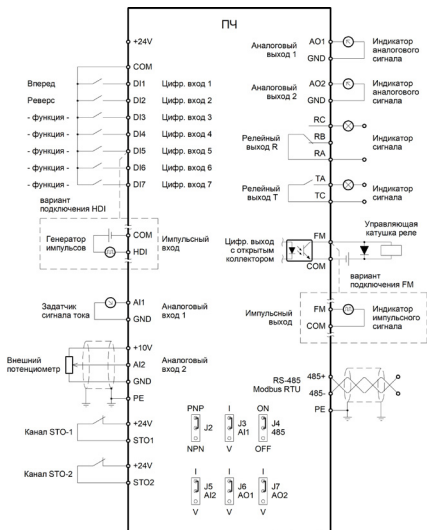 ПЧ
+24V
COM
Вперед DI1 Цифр. вход 1
Реверс DI2 Цифр. вход 2
- функция - DI3 Цифр. вход 3
- функция - DI4 Цифр. вход 4
- функция - DI5 Цифр. вход 5
- функция - DI6 Цифр. вход 6
- функция - DI7 Цифр. вход 7
вариант
подключения HDI
Генератор
импульсов
COM
HDI
Импульсный
вход
Задатчик
сигнала тока
AI1
GND
Аналоговый
вход 1
Внешний
потенциометр
+10V
AI2
GND
PE
Аналоговый
вход 2
Канал STO-1
+24V
STO1
Канал STO-2
+24V
STO2
Аналоговый
выход 1
AO1
GND
Индикатор
аналогового
сигнала
Аналоговый
выход 2
AO2
GND
Индикатор
аналогового
сигнала
Релейный
выход R
RC
RB
RA
Индикатор
сигнала
Релейный
выход T
TA
TC
Индикатор
сигнала
Цифр. выход
с открытым
коллектором
FM
COM
Управляющая
катушка реле
вариант
подключения FM
Импульсный
выход
FM
COM
Индикатор
импульсного
сигнала
RS-485
Modbus RTU
485+
485-
PE
PNP
J2
NPN
I
J3
AI1
V
ON
J4
485
OFF
I
J5
AI2
V
I
J6
AO1
V
I
J7
AO2
V